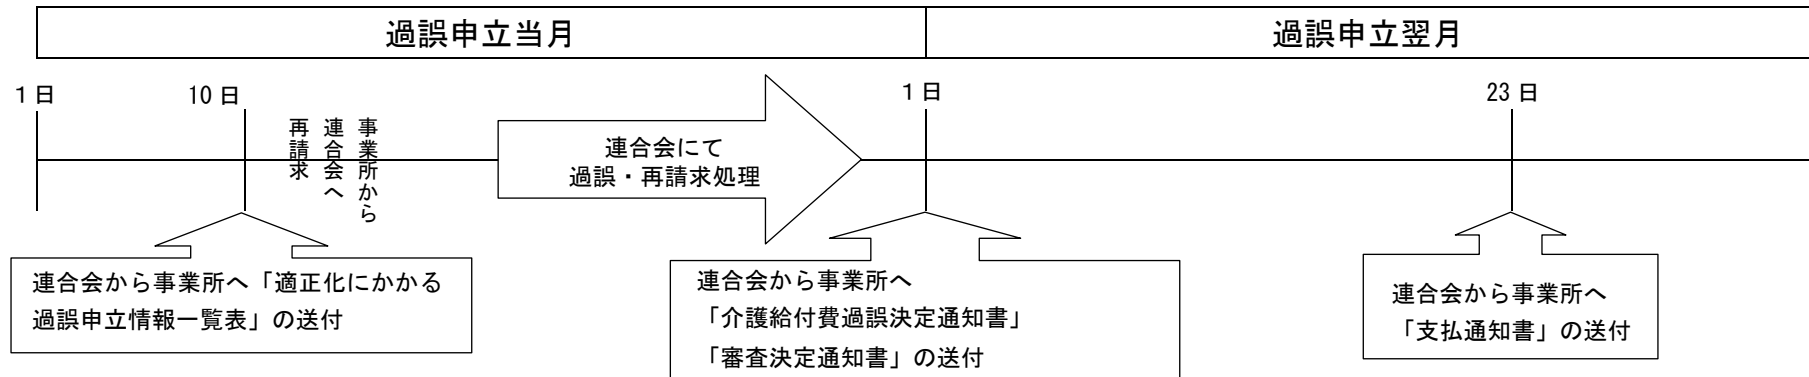 過誤申立当月
過誤申立翌月
1日
10日
1日
23日
事業所から
連合会へ
再請求
連合会にて
過誤・再請求処理
連合会から事業所へ「適正化にかかる
過誤申立情報一覧表」の送付
連合会から事業所へ
「介護給付費過誤決定通知書」
「審査決定通知書」の送付
連合会から事業所へ
「支払通知書」の送付